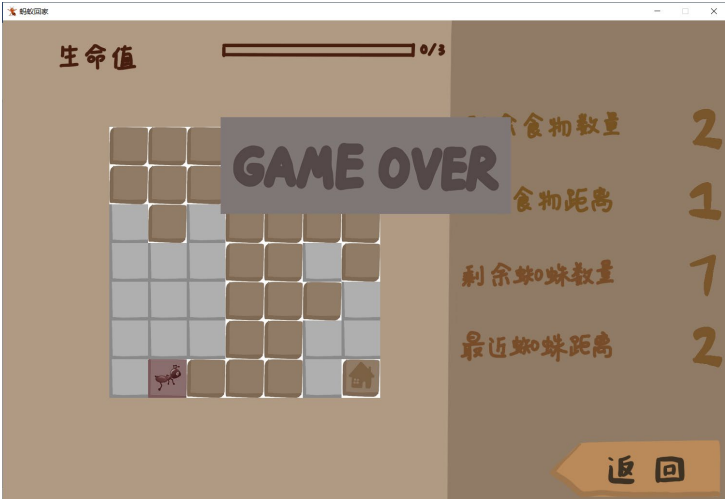 蚂蚁回家
生命值 0/3
食物数量 2
GAME OVER
食物距离 1
剩余蜘蛛数量 7
最近蜘蛛距离 2
返回